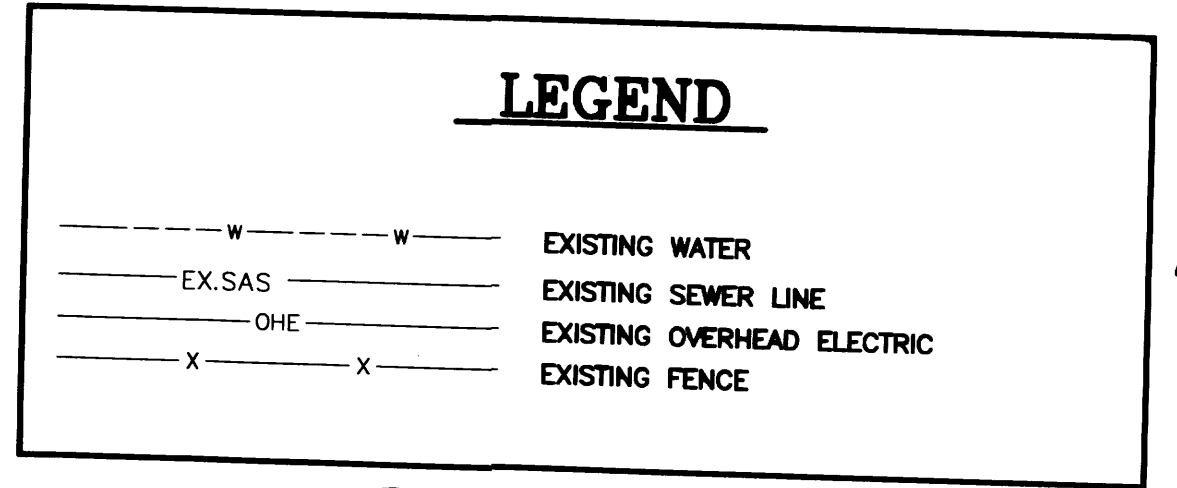 LEGEND
W W EXISTING WATER
EX.SAS EXISTING SEWER LINE
OHE EXISTING OVERHEAD ELECTRIC
X X EXISTING FENCE